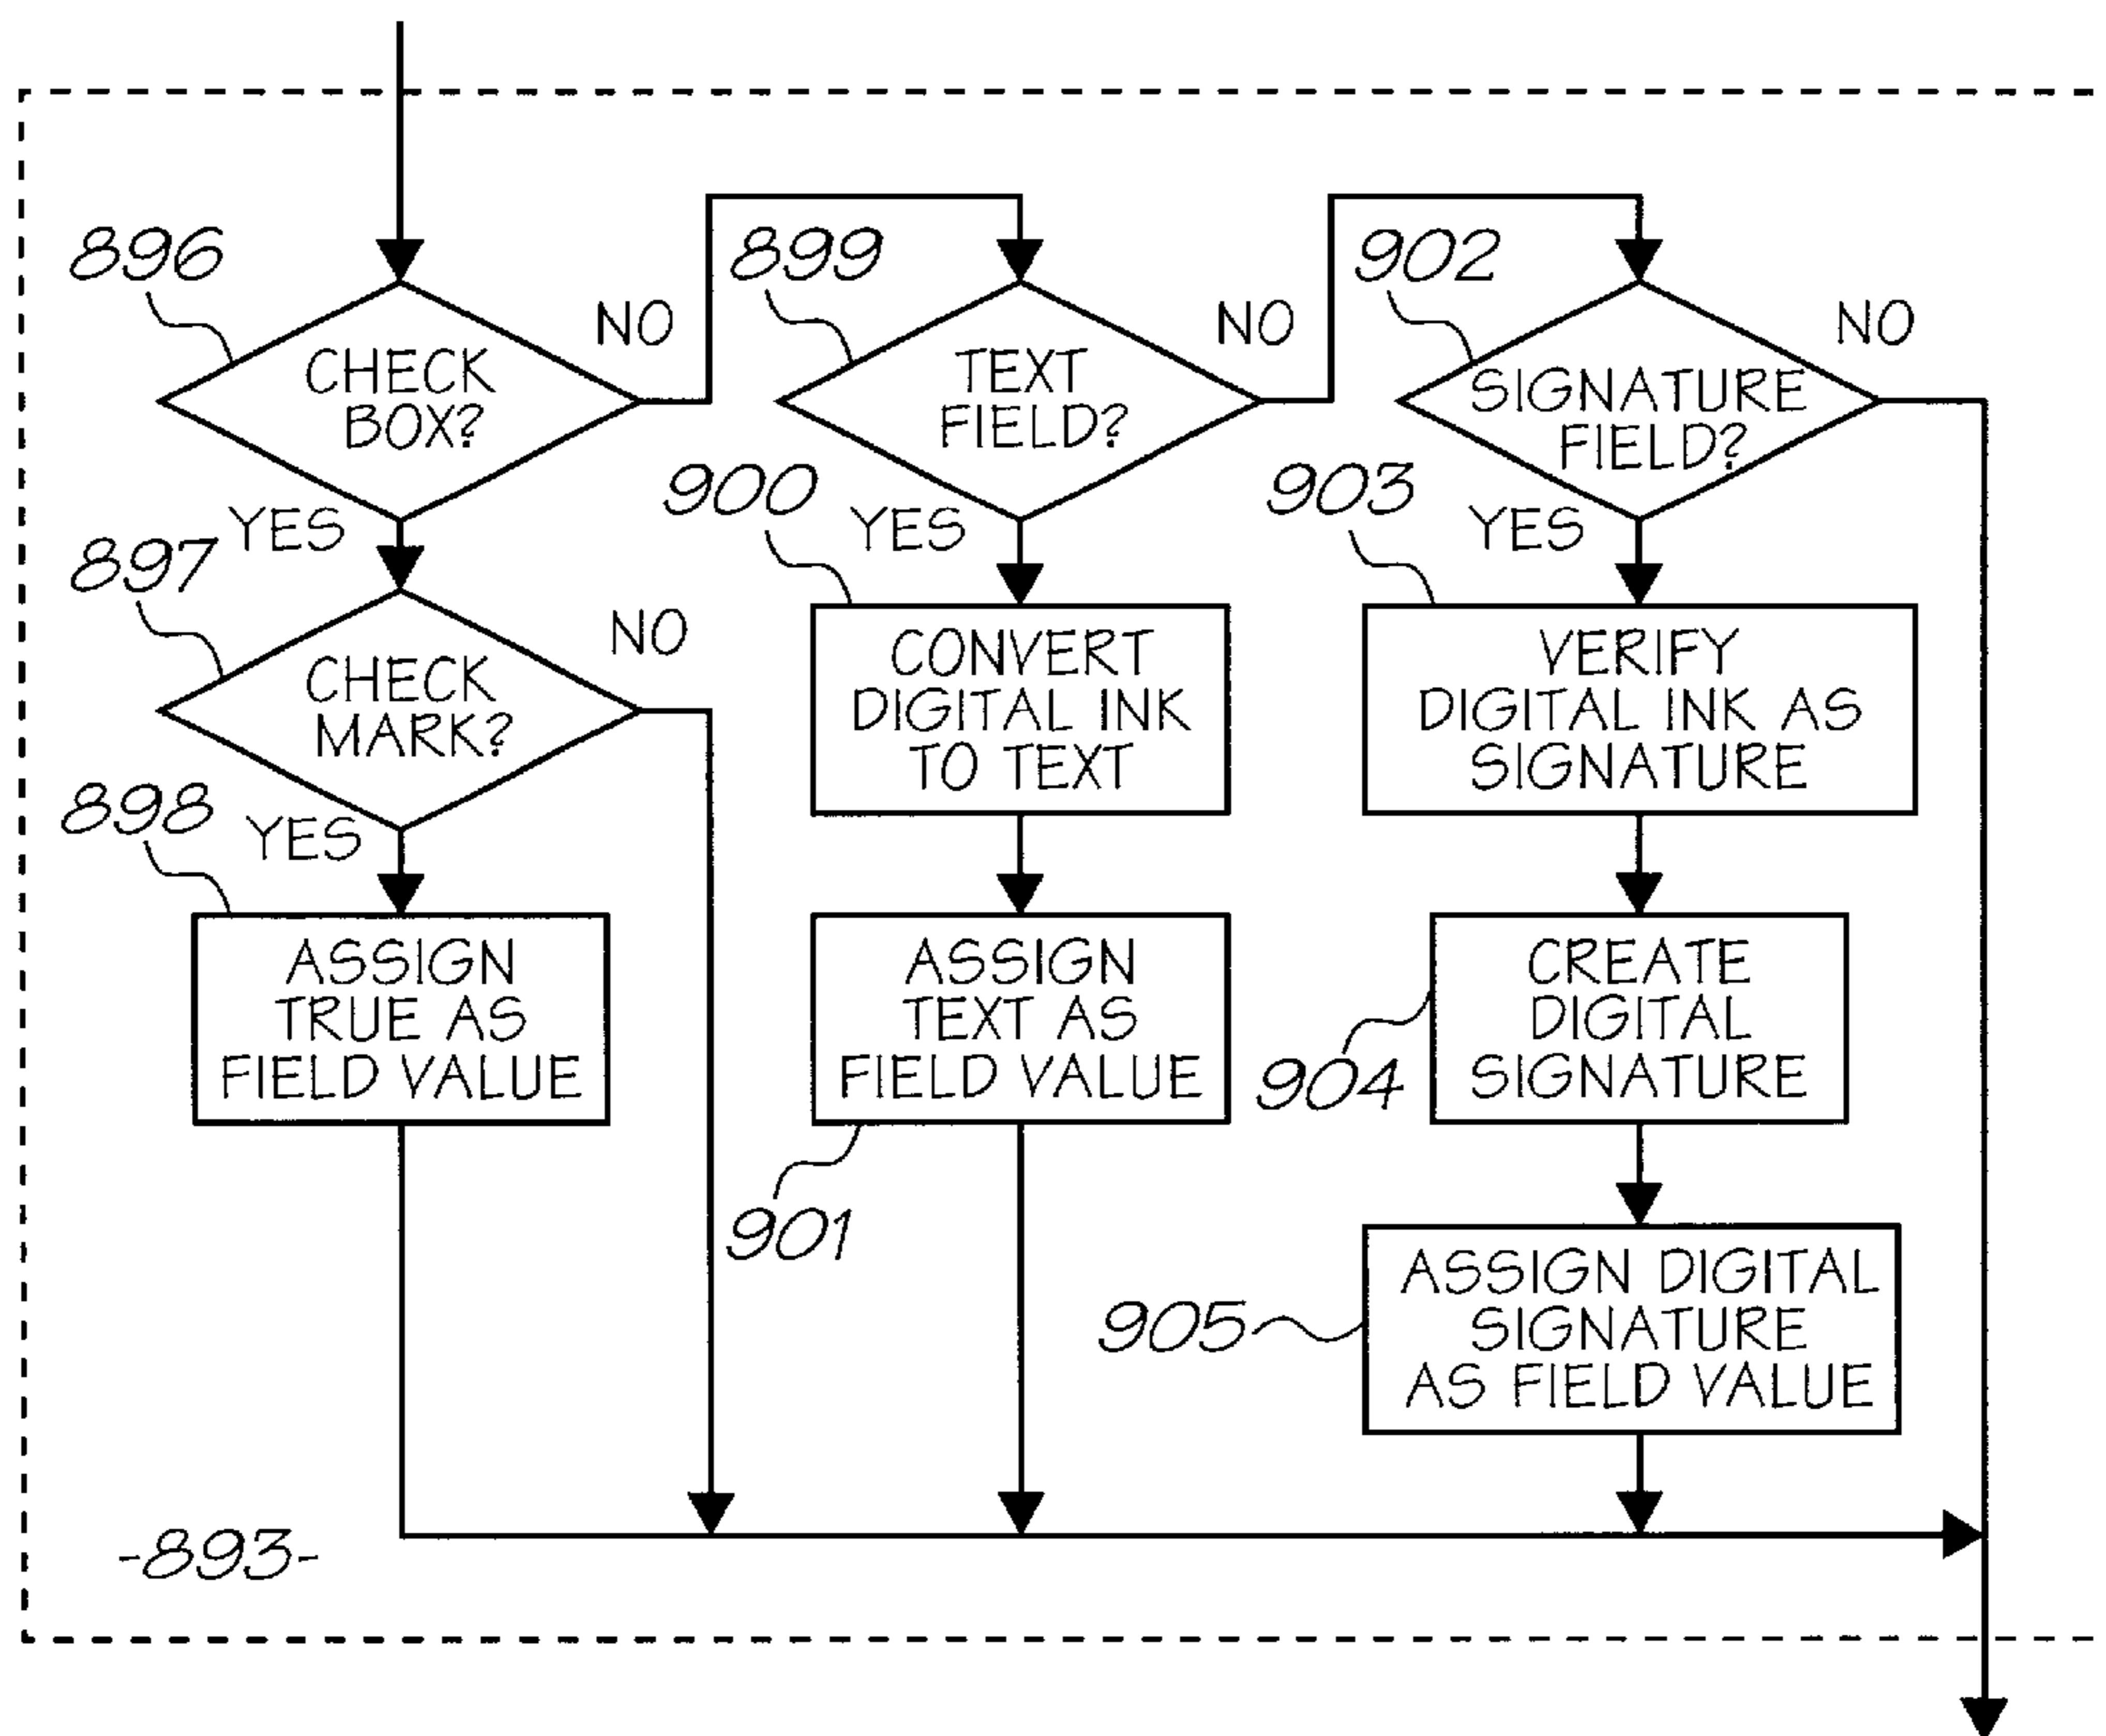 896
CHECK
BOX?
NO
YES
897
CHECK
MARK?
NO
YES
898
ASSIGN
TRUE AS
FIELD VALUE
899
TEXT
FIELD?
NO
YES
900
CONVERT
DIGITAL INK
TO TEXT
ASSIGN
TEXT AS
FIELD VALUE
901
902
SIGNATURE
FIELD?
NO
YES
903
VERIFY
DIGITAL INK AS
SIGNATURE
CREATE
DIGITAL
SIGNATURE
904
ASSIGN DIGITAL
SIGNATURE
AS FIELD VALUE
905
-893-